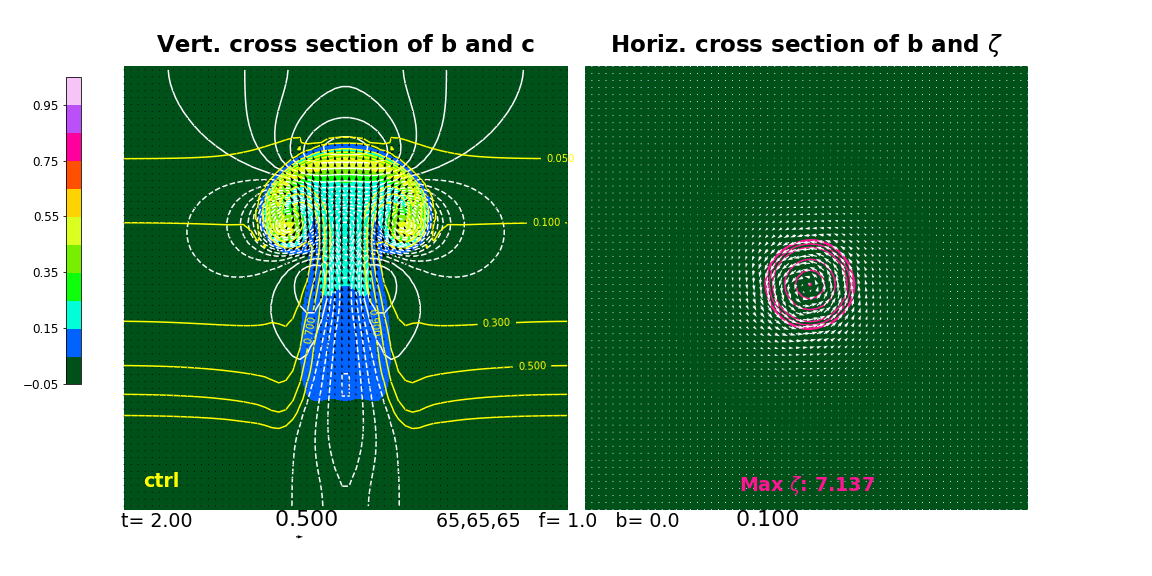 Vert. cross section of b and c
Horiz. cross section of b and ζ
0.95
0.75
0.55
0.35
0.15
−0.05
0.050
0.100
0.300
0.500
0.700
ctrl
Max ζ: 7.137
t= 2.00
0.500
65,65,65
f= 1.0
b= 0.0
0.100